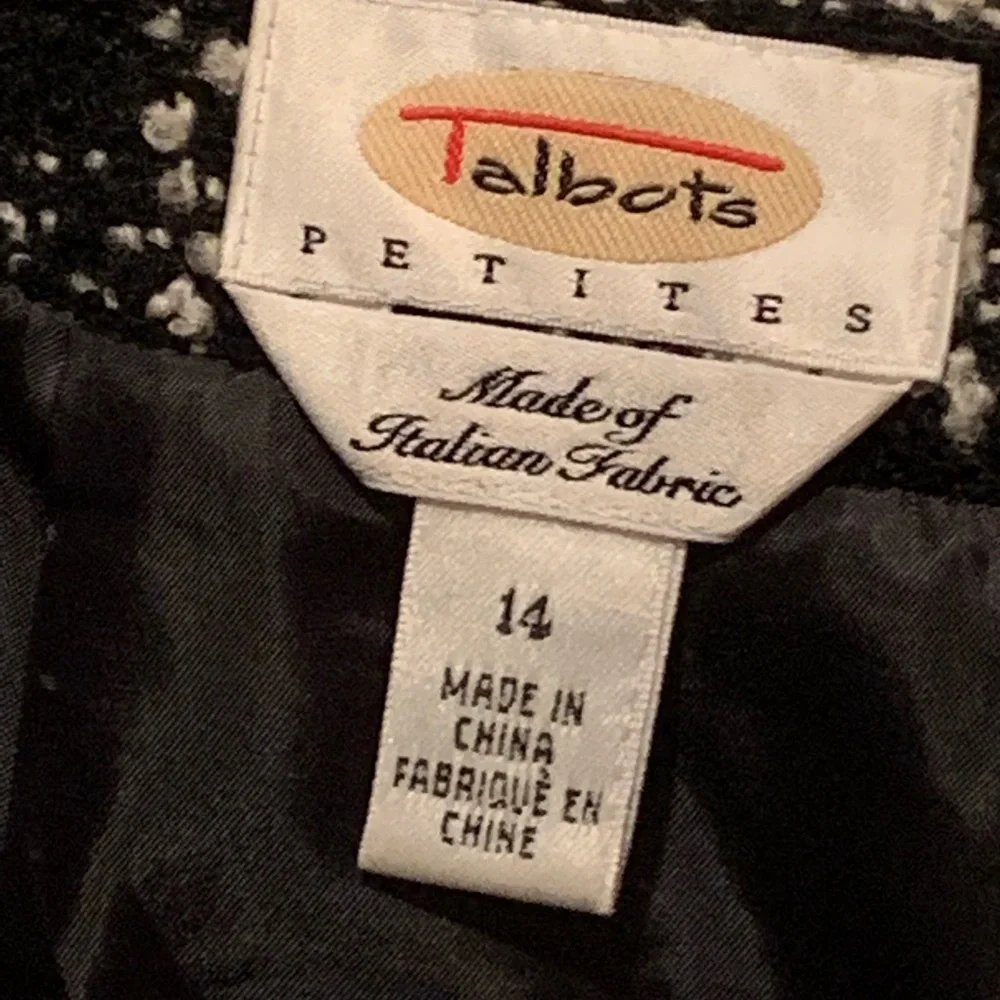 Talbots
PETITES
Made of
Italian Fabric
14
MADE IN
CHINA
FABRIQUÉ EN
CHINE